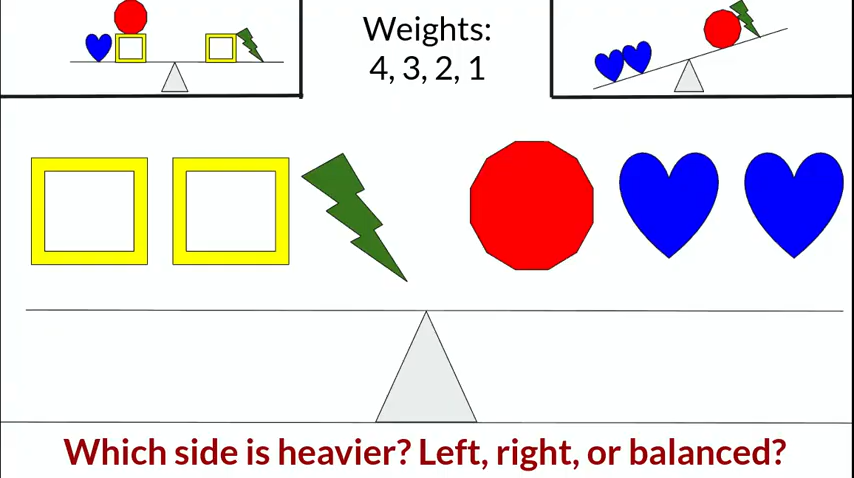 Weights:
4, 3, 2, 1
Which side is heavier? Left, right, or balanced?